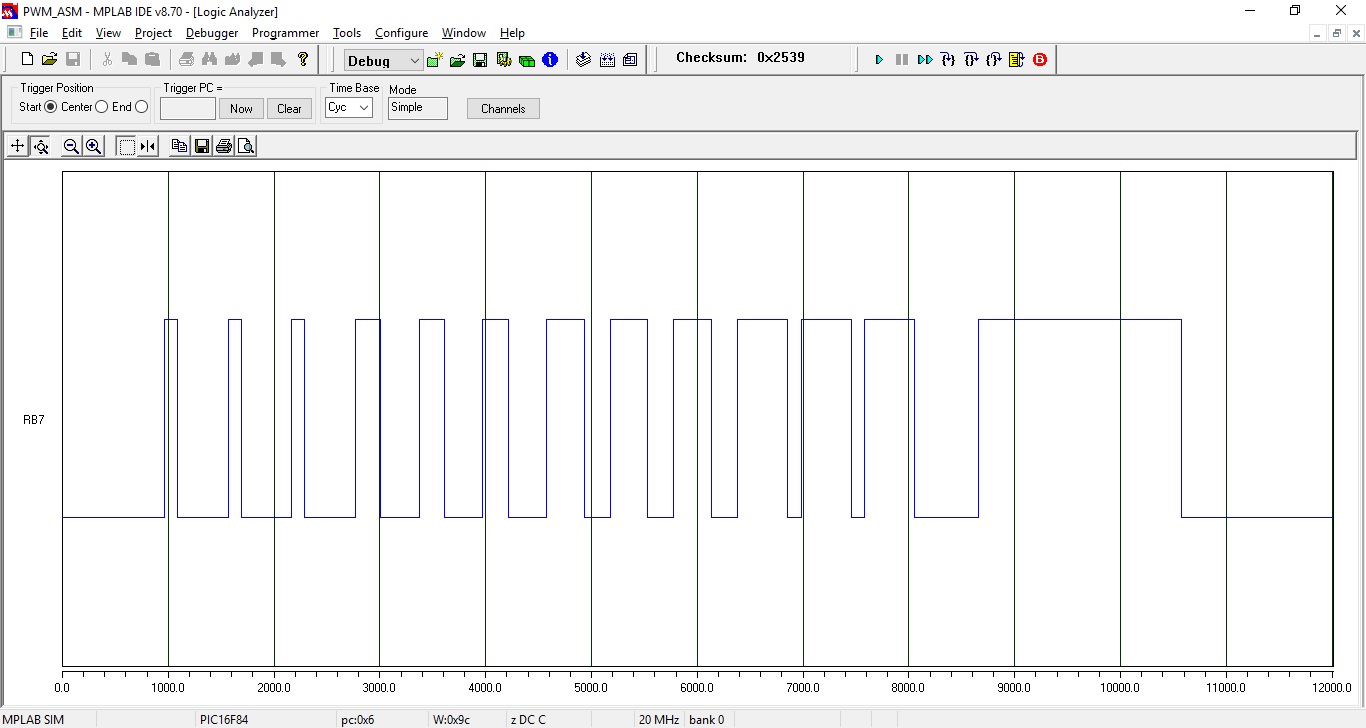 PWM_ASM - MPLAB IDE v8.70 - [Logic Analyzer]
File Edit View Project Debugger Programmer Tools Configure Window Help
Debug Checksum: 0x2539
Trigger Position Trigger PC = Time Base Mode
Start Center End Now Clear Cyc Simple Channels
RB7
0.0 1000.0 2000.0 3000.0 4000.0 5000.0 6000.0 7000.0 8000.0 9000.0 10000.0 11000.0 12000.0
MPLAB SIM PIC16F84 pc:0x6 W:0x9c z DC C 20 MHz bank 0